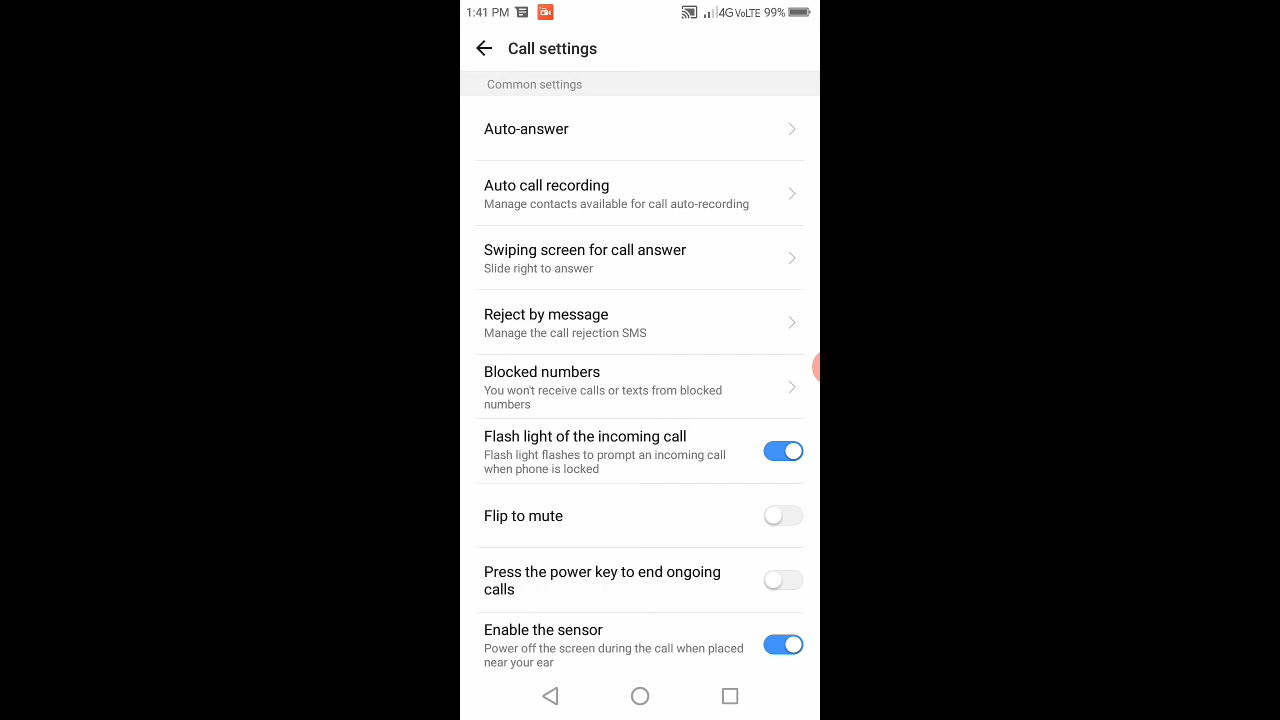 1:41 PM 4G VoLTE 99%
Call settings
Common settings
Auto-answer
Auto call recording
Manage contacts available for call auto-recording
Swiping screen for call answer
Slide right to answer
Reject by message
Manage the call rejection SMS
Blocked numbers
You won't receive calls or texts from blocked
numbers
Flash light of the incoming call
Flash light flashes to prompt an incoming call
when phone is locked
Flip to mute
Press the power key to end ongoing
calls
Enable the sensor
Power off the screen during the call when placed
near your ear